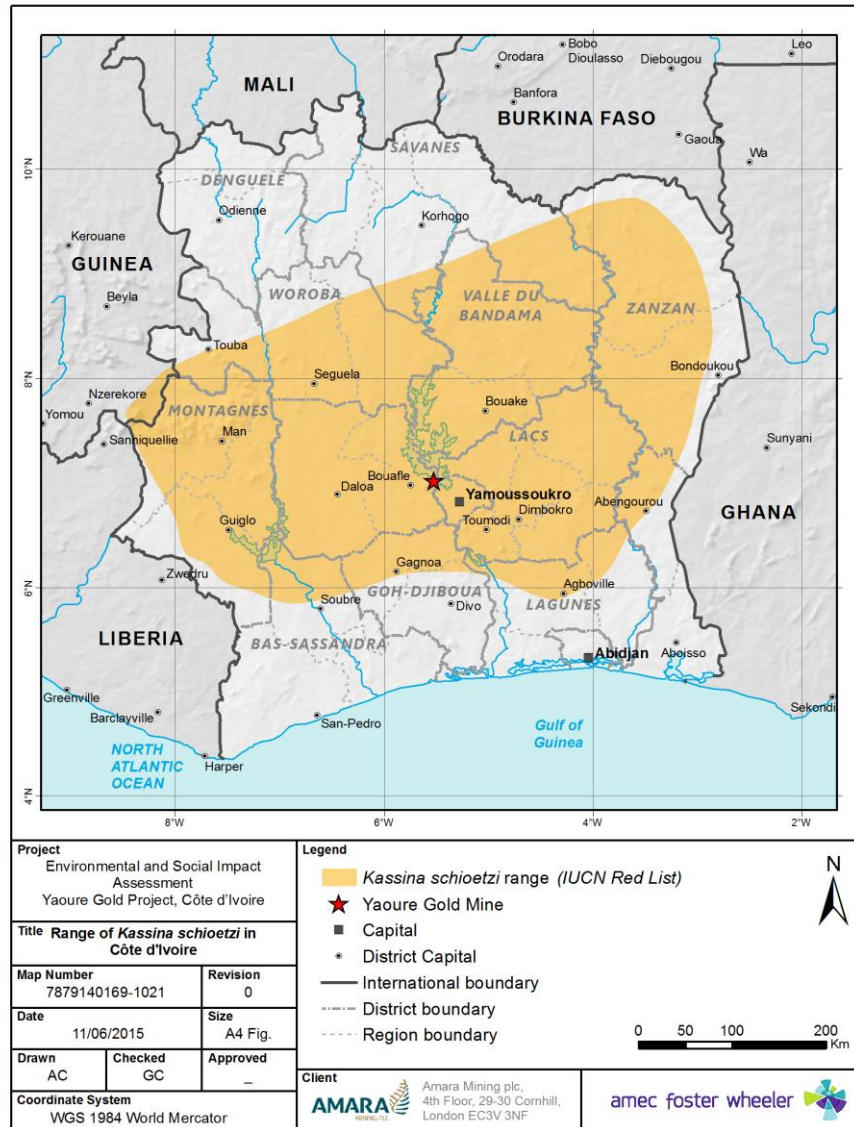 MALI
BURKINA FASO
Orodara
Bobo
Dioulasso
Diebougou
Leo
Banfora
Gaoua
Wa
10°N
SAVANES
DENGUELE
Odienne
Korhogo
Kerouane
GUINEA
Beyla
WOROBA
VALLE DU
BANDAMA
ZANZAN
Touba
8°N
Seguela
Bondoukou
Nzerekore
Yomou
MONTAGNES
Bouake
Sanniquellie
Man
LACS
Sunyani
Bouafle
Daloa
Yamoussoukro
Abengourou
GHANA
Guiglo
Toumodi
Dimbokro
6°N
Zwedru
Gagnoa
Agboville
Soubre
GOH-DJIBOUA
Divo
LAGUNES
LIBERIA
BAS-SASSANDRA
Abidjan
Aboisso
Greenville
Barclayville
San-Pedro
Sekondi
Gulf of
Guinea
NORTH
ATLANTIC
OCEAN
Harper
4°N
8°W
6°W
4°W
2°W
Project
Environmental and Social Impact
Assessment
Yaoure Gold Project, Côte d'Ivoire
Title Range of Kassina schioetzi in
Côte d'Ivoire
Map Number
7879140169-1021
Revision
0
Date
11/06/2015
Size
A4 Fig.
Drawn
AC
Checked
GC
Approved
_
Coordinate System
WGS 1984 World Mercator
Legend
Kassina schioetzi range (IUCN Red List)
Yaoure Gold Mine
Capital
District Capital
International boundary
District boundary
Region boundary
N
0 50 100 200
Km
Client
AMARA
MINING PLC
Amara Mining plc,
4th Floor, 29-30 Cornhill,
London EC3V 3NF
amec foster wheeler